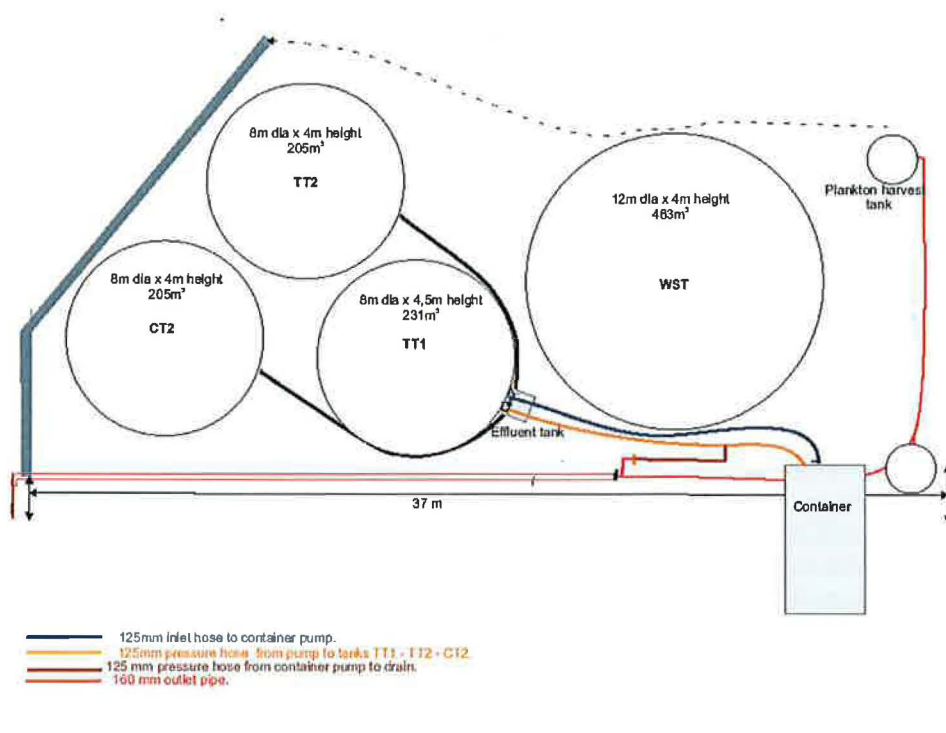 8m dia x 4m height
205m³
TT2
Plankton harvest
tank
12m dia x 4m height
463m³
WST
8m dia x 4m height
205m³
CT2
8m dia x 4,5m height
231m³
TT1
Effluent tank
37 m
Container
125mm inlet hose to container pump.
125mm pressure hose from pump to tanks TT1 - TT2 - CT2.
125 mm pressure hose from container pump to drain.
160 mm outlet pipe.